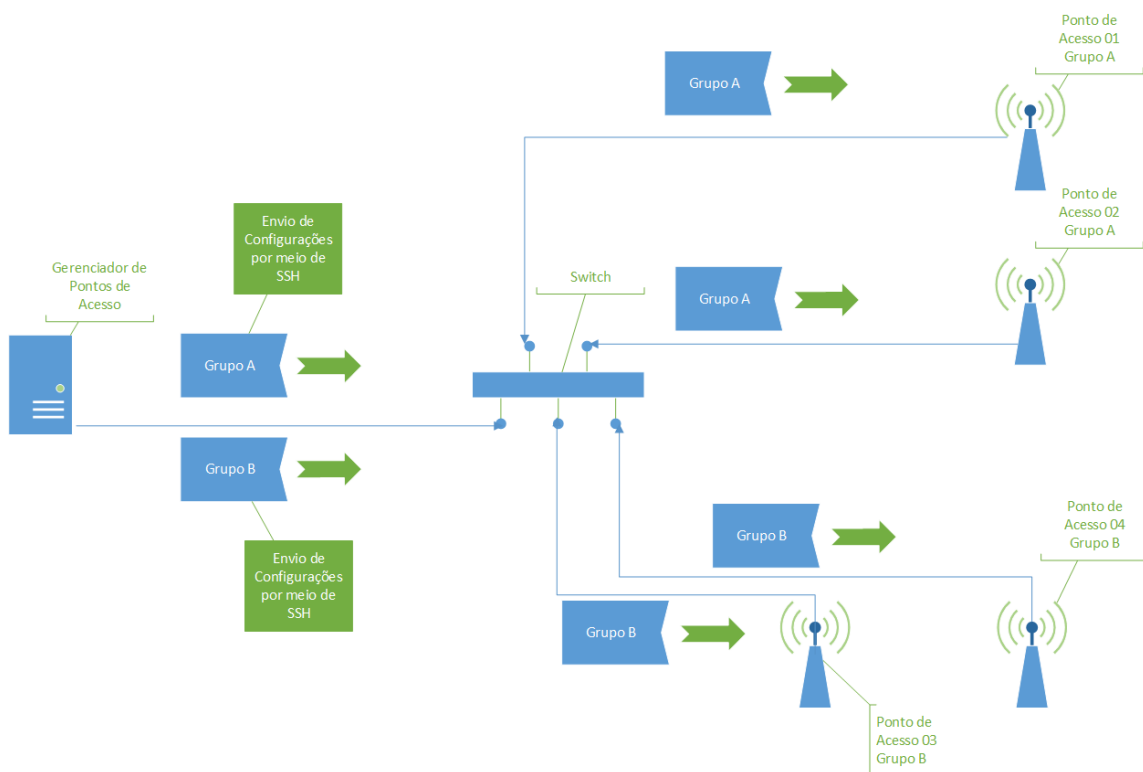 Ponto de
Acesso 01
Grupo A
Grupo A
Ponto de
Acesso 02
Grupo A
Envio de
Configurações
por meio de
SSH
Gerenciador de
Pontos de
Acesso
Switch
Grupo A
Grupo A
Grupo B
Ponto de
Acesso 04
Grupo B
Grupo B
Envio de
Configurações
por meio de
SSH
Grupo B
Ponto de
Acesso 03
Grupo B